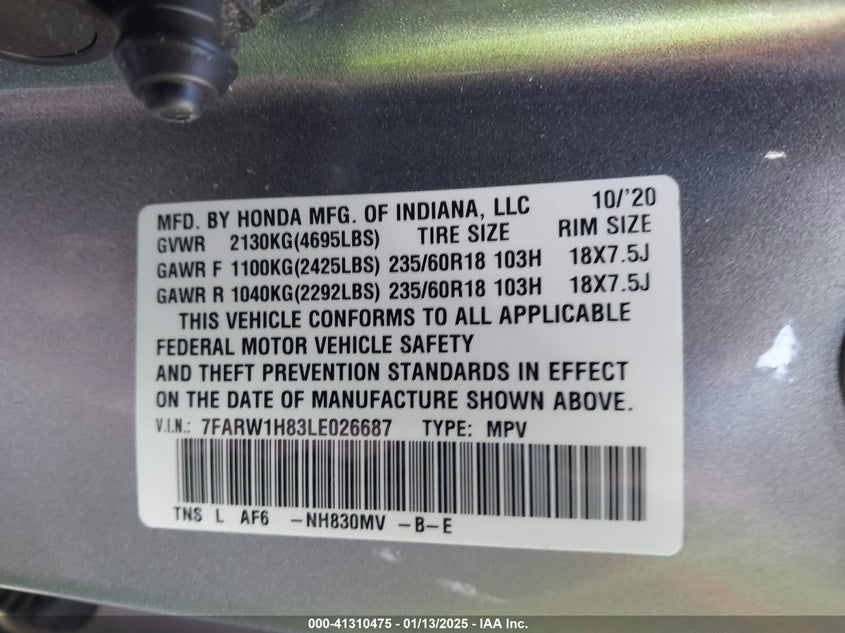 MFD. BY HONDA MFG. OF INDIANA, LLC 10/'20
GVWR 2130KG(4695LBS) TIRE SIZE RIM SIZE
GAWR F 1100KG(2425LBS) 235/60R18 103H 18X7.5J
GAWR R 1040KG(2292LBS) 235/60R18 103H 18X7.5J
THIS VEHICLE CONFORMS TO ALL APPLICABLE
FEDERAL MOTOR VEHICLE SAFETY
AND THEFT PREVENTION STANDARDS IN EFFECT
ON THE DATE OF MANUFACTURE SHOWN ABOVE.
V.I.N.: 7FARW1H83LE026687 TYPE: MPV
TNS L AF6 -NH830MV -B-E
000-41310475 - 01/13/2025 - IAA Inc.